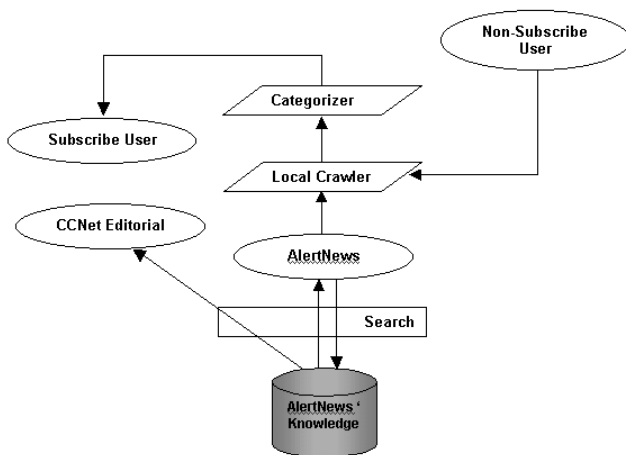 Non-Subscribe
User
Categorizer
Subscribe User
Local Crawler
CCNet Editorial
AlertNews
Search
AlertNews ‘
Knowledge